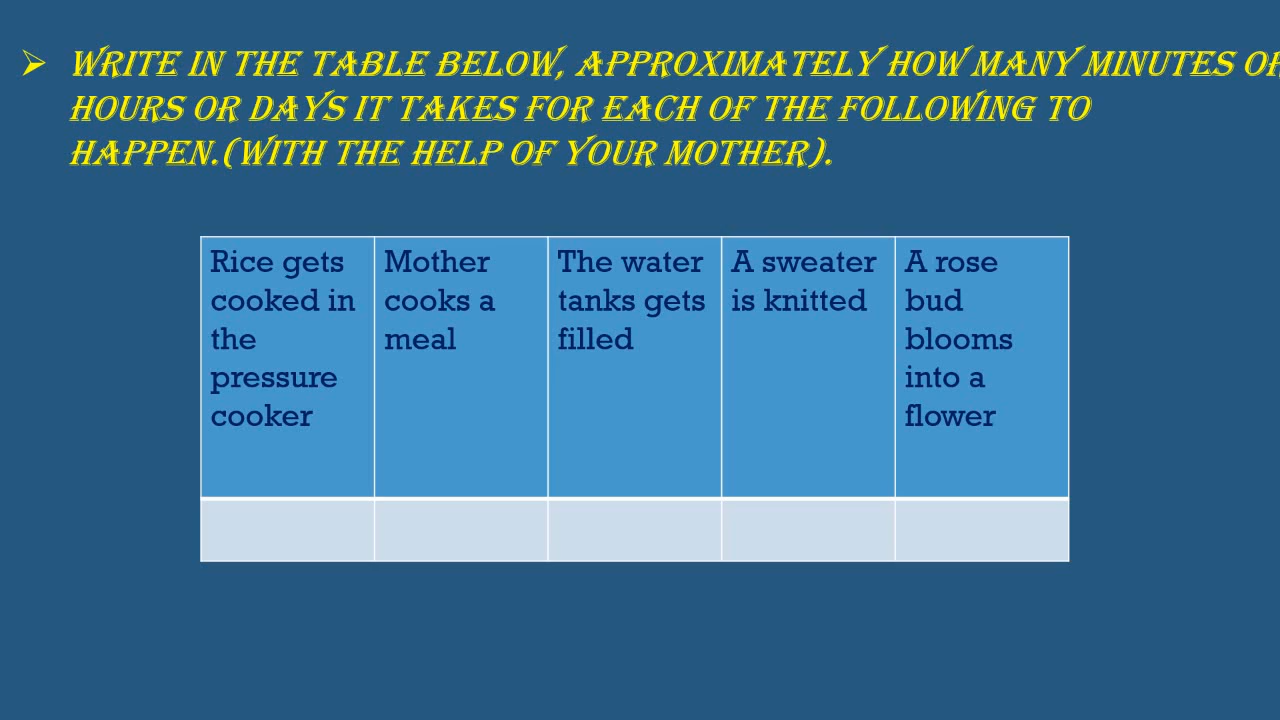 WRITE IN THE TABLE BELOW, APPROXIMATELY HOW MANY MINUTES OR
HOURS OR DAYS IT TAKES FOR EACH OF THE FOLLOWING TO
HAPPEN.(WITH THE HELP OF YOUR MOTHER).
Rice gets
cooked in
the
pressure
cooker
Mother
cooks a
meal
The water
tanks gets
filled
A sweater
is knitted
A rose
bud
blooms
into a
flower